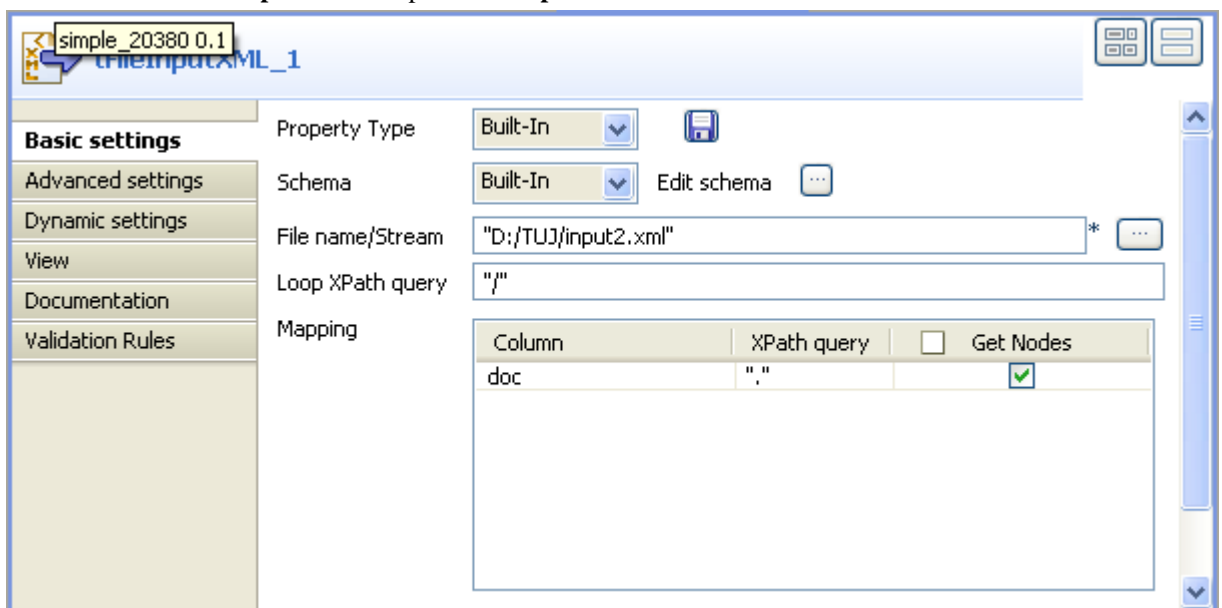 simple_20380 0.1
tFileInputXML_1
Basic settings
Advanced settings
Dynamic settings
View
Documentation
Validation Rules
Property Type Built-In
Schema Built-In Edit schema ...
File name/Stream "D:/TUJ/input2.xml" * ...
Loop XPath query "/"
Mapping
Column XPath query Get Nodes
doc "."